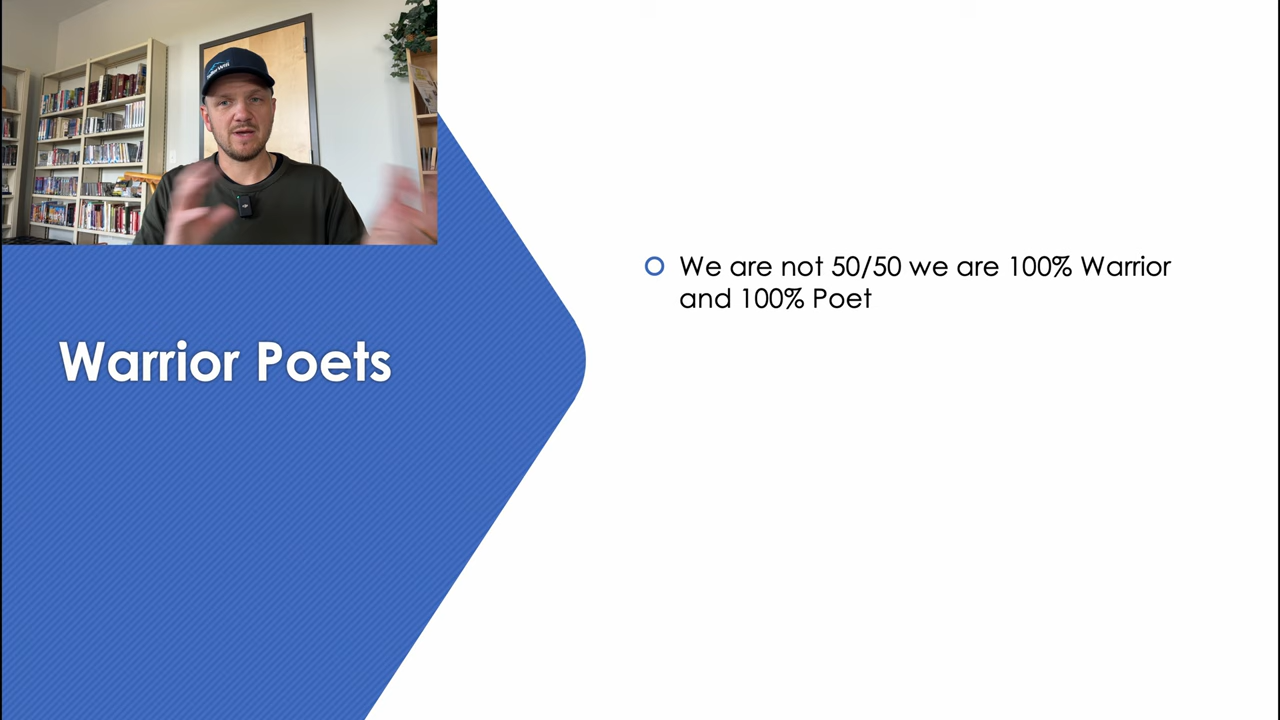 We are not 50/50 we are 100% Warrior
and 100% Poet
Warrior Poets